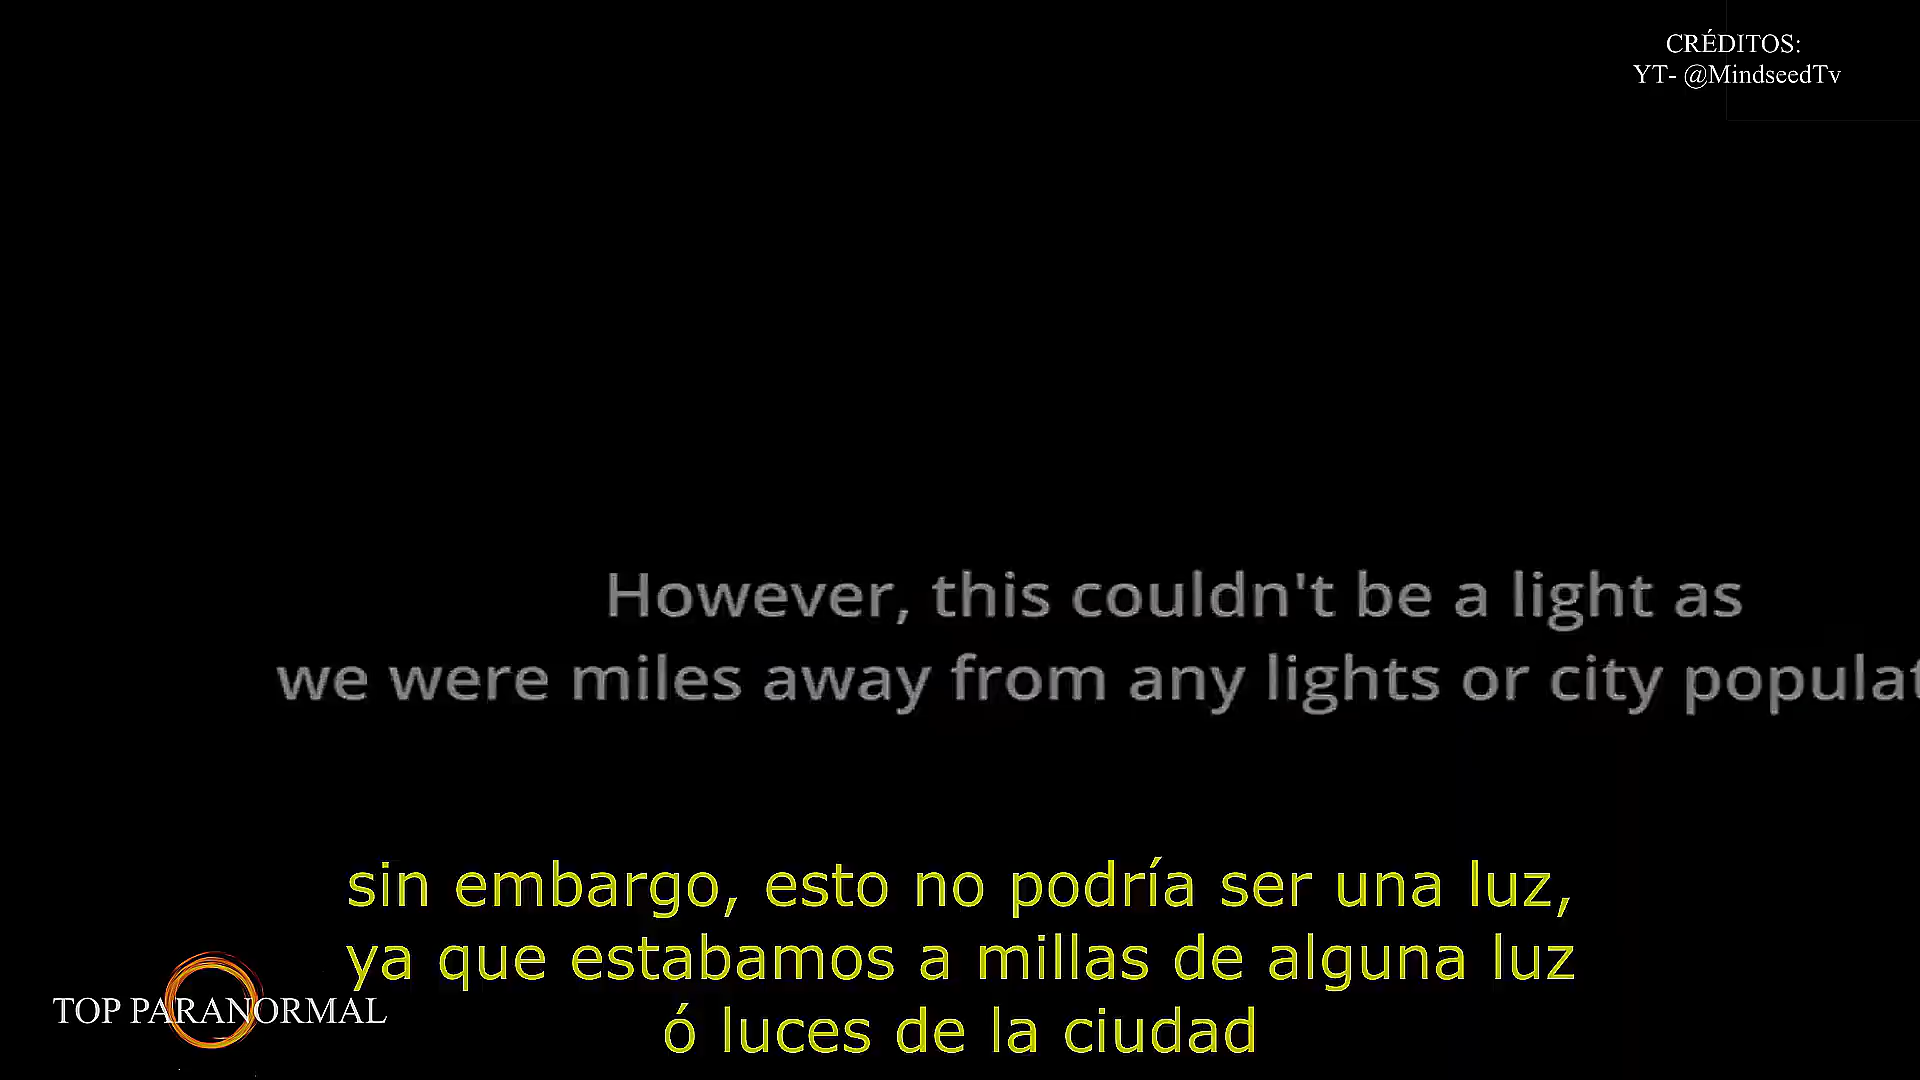 CRÉDITOS:
YT- @MindseedTv
However, this couldn't be a light as
we were miles away from any lights or city populat
sin embargo, esto no podría ser una luz,
ya que estabamos a millas de alguna luz
ó luces de la ciudad
TOP PARANORMAL